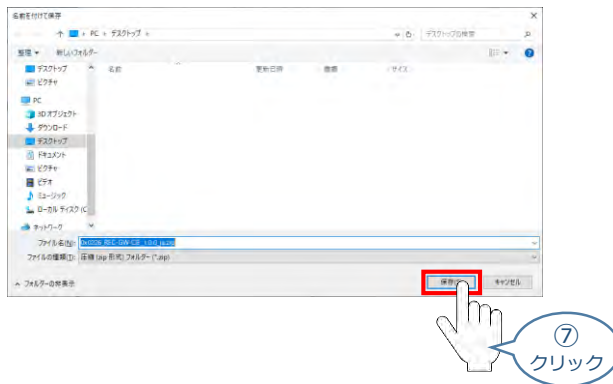 名前を付けて保存
PC › デスクトップ ›
デスクトップの検索
整理
新しいフォルダー
デスクトップ
ピクチャ
名前
更新日時
種類
サイズ
PC
3D オブジェクト
ダウンロード
デスクトップ
ドキュメント
ピクチャ
ビデオ
ミュージック
ローカル ディスク (C
ネットワーク
ファイル名(N):
ファイルの種類(T): 圧縮 (zip 形式) フォルダー (*.zip)
フォルダーの非表示
キャンセル
⑦
クリック